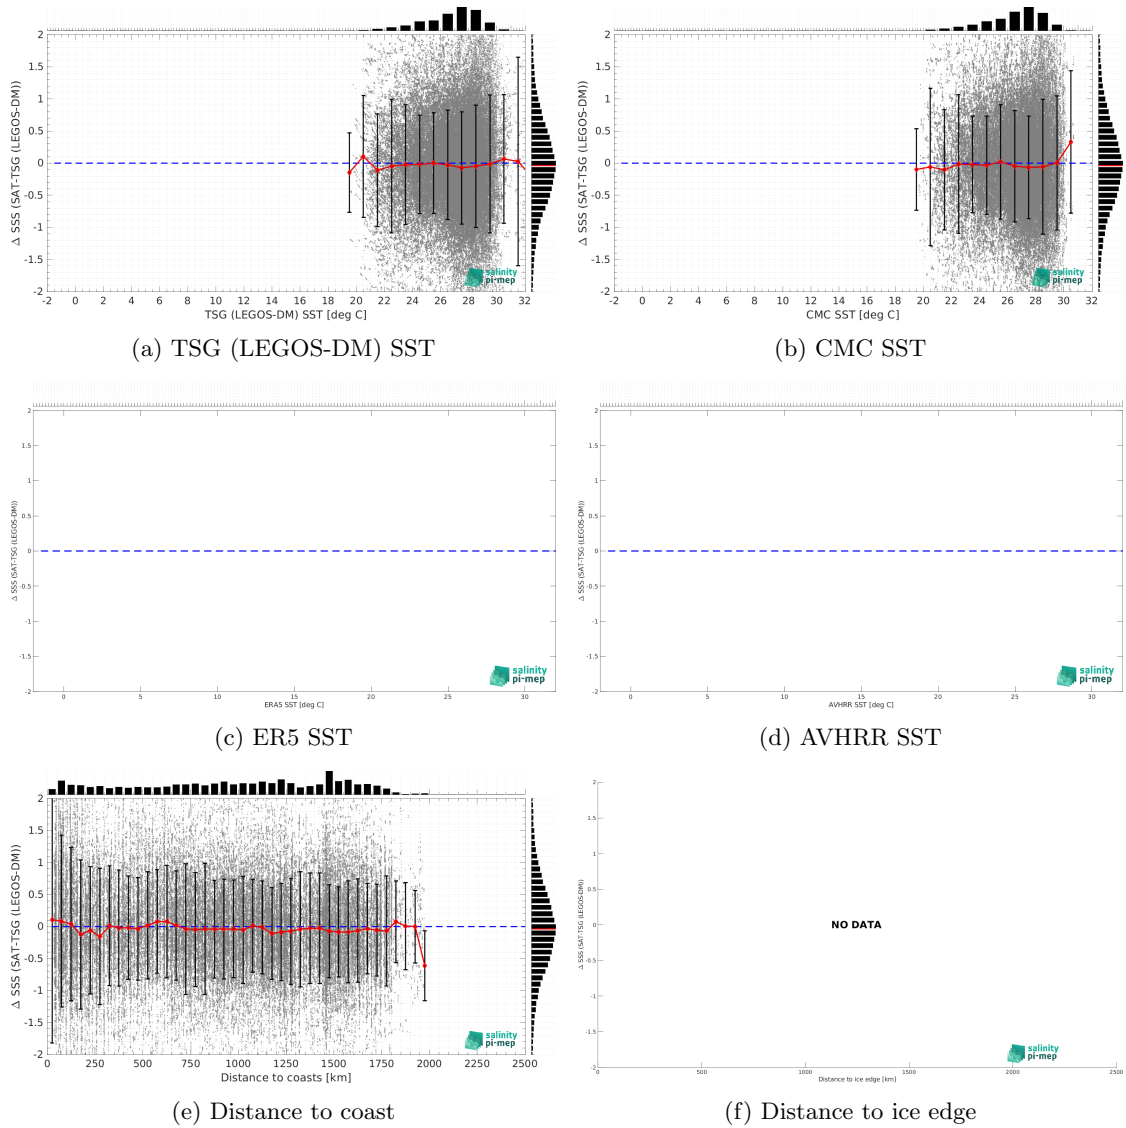 2
1.5
1
0.5
0
-0.5
-1
-1.5
-2
Δ SSS (SAT-TSG (LEGOS-DM))
-2 0 2 4 6 8 10 12 14 16 18 20 22 24 26 28 30 32
TSG (LEGOS-DM) SST [deg C]
salinity
pi-mep
(a) TSG (LEGOS-DM) SST
2
1.5
1
0.5
0
-0.5
-1
-1.5
-2
Δ SSS (SAT-TSG (LEGOS-DM))
-2 0 2 4 6 8 10 12 14 16 18 20 22 24 26 28 30 32
CMC SST [deg C]
salinity
pi-mep
(b) CMC SST
2
1.5
1
0.5
0
-0.5
-1
-1.5
-2
Δ SSS (SAT-TSG (LEGOS-DM))
0 5 10 15 20 25 30
ERA5 SST [deg C]
salinity
pi-mep
(c) ER5 SST
2
1.5
1
0.5
0
-0.5
-1
-1.5
-2
Δ SSS (SAT-TSG (LEGOS-DM))
0 5 10 15 20 25 30
AVHRR SST [deg C]
salinity
pi-mep
(d) AVHRR SST
2
1.5
1
0.5
0
-0.5
-1
-1.5
-2
Δ SSS (SAT-TSG (LEGOS-DM))
0 250 500 750 1000 1250 1500 1750 2000 2250 2500
Distance to coasts [km]
salinity
pi-mep
(e) Distance to coast
2
1.5
1
0.5
0
-0.5
-1
-1.5
-2
Δ SSS (SAT-TSG (LEGOS-DM))
NO DATA
0 500 1000 1500 2000 2500
Distance to ice edge [km]
salinity
pi-mep
(f) Distance to ice edge